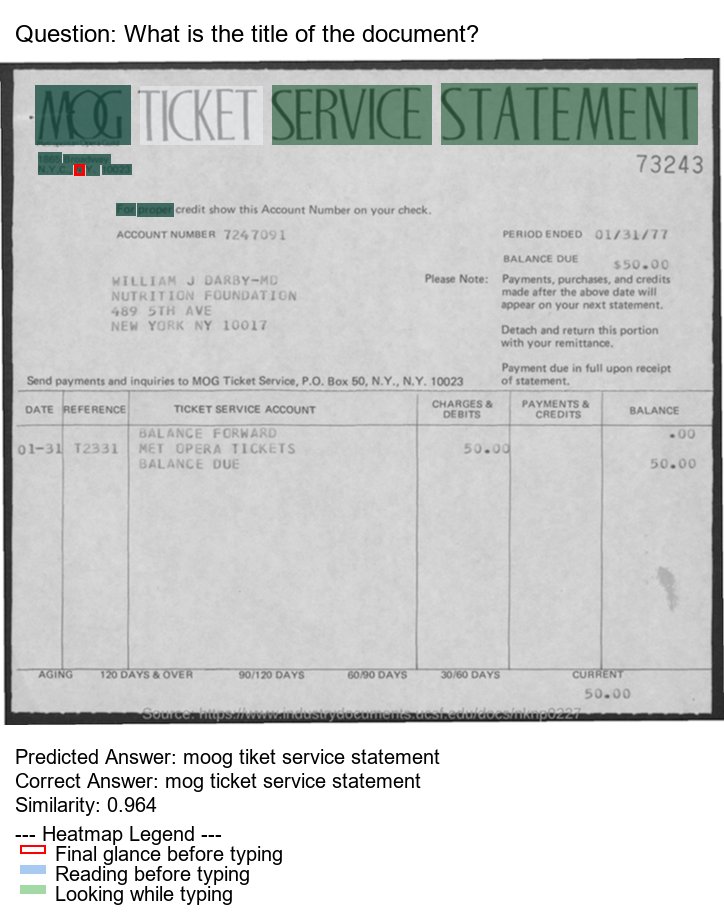 Question: What is the title of the document?
MOG TICKET SERVICE STATEMENT
1865 Broadway
N.Y.C., N.Y. 10023
73243
For proper credit show this Account Number on your check.
ACCOUNT NUMBER 7247091
PERIOD ENDED 01/31/77
BALANCE DUE $50.00
WILLIAM J DARBY-MD
NUTRITION FOUNDATION
489 5TH AVE
NEW YORK NY 10017
Please Note: Payments, purchases, and credits
made after the above date will
appear on your next statement.
Detach and return this portion
with your remittance.
Payment due in full upon receipt
of statement.
Send payments and inquiries to MOG Ticket Service, P.O. Box 50, N.Y., N.Y. 10023
DATE REFERENCE TICKET SERVICE ACCOUNT CHARGES & DEBITS PAYMENTS & CREDITS BALANCE
BALANCE FORWARD .00
01-31 T2331 MET OPERA TICKETS 50.00
BALANCE DUE 50.00
AGING 120 DAYS & OVER 90/120 DAYS 60/90 DAYS 30/60 DAYS CURRENT
50.00
Source: https://www.industrydocuments.ucsf.edu/docs/nknp0227
Predicted Answer: moog tiket service statement
Correct Answer: mog ticket service statement
Similarity: 0.964
--- Heatmap Legend ---
Final glance before typing
Reading before typing
Looking while typing